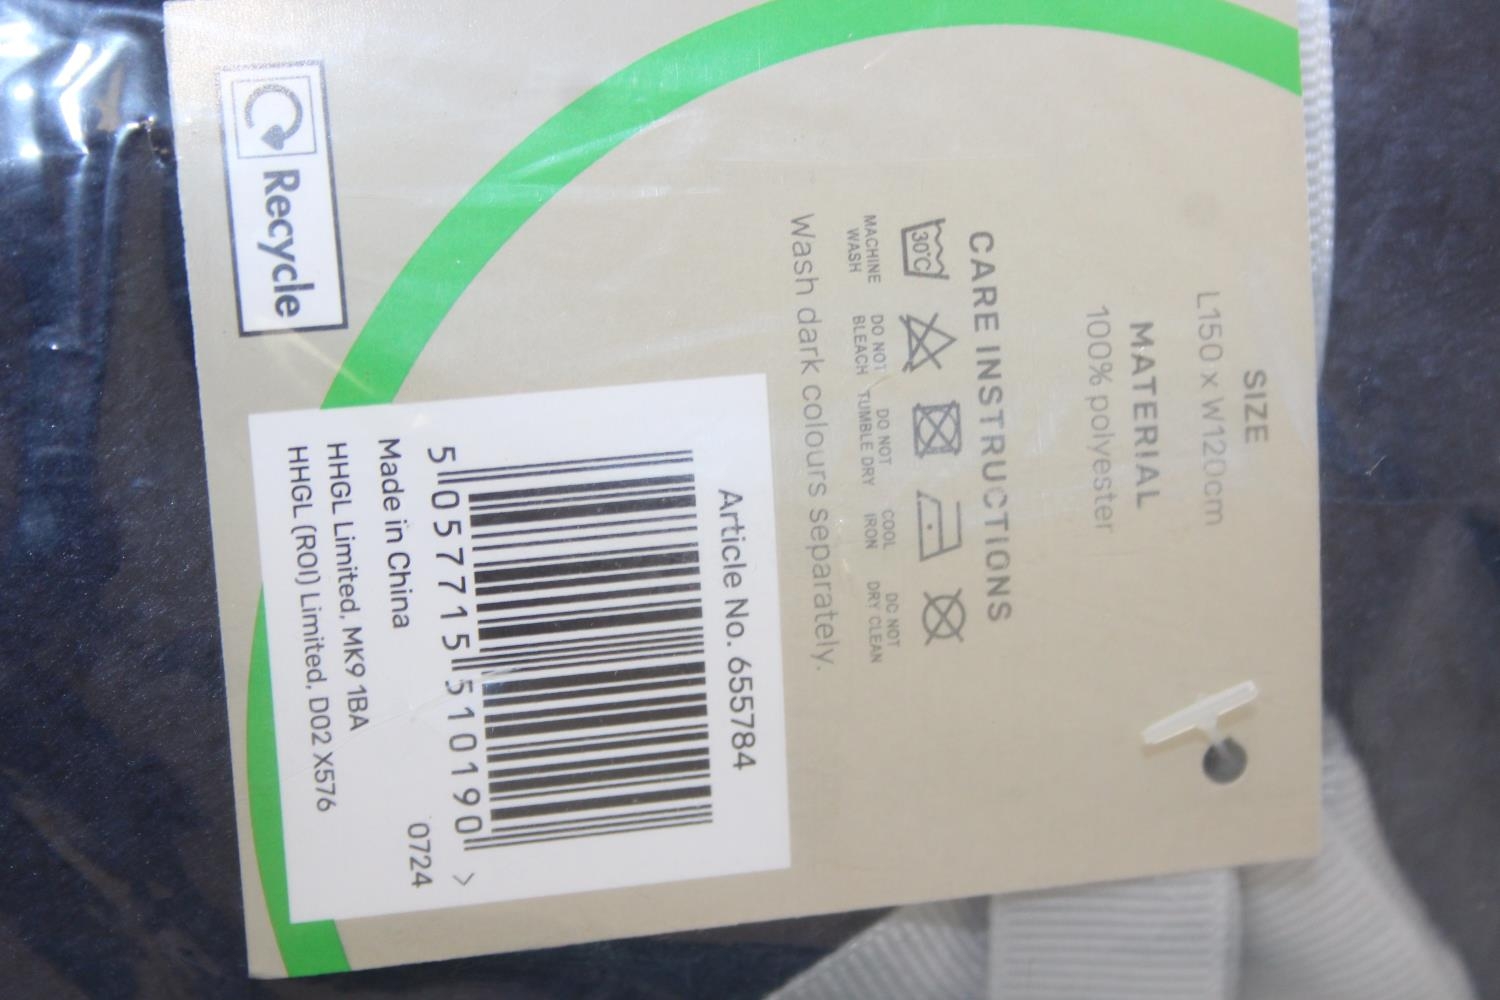 SIZE
L150 x W120cm
MATERIAL
100% polyester
CARE INSTRUCTIONS
30°C
MACHINE WASH
DO NOT BLEACH
DO NOT TUMBLE DRY
COOL IRON
DO NOT DRY CLEAN
Wash dark colours separately.
Article No. 655784
5 057715 510190 >
0724
Made in China
HHGL Limited, MK9 1BA
HHGL (ROI) Limited, D02 X576
Recycle